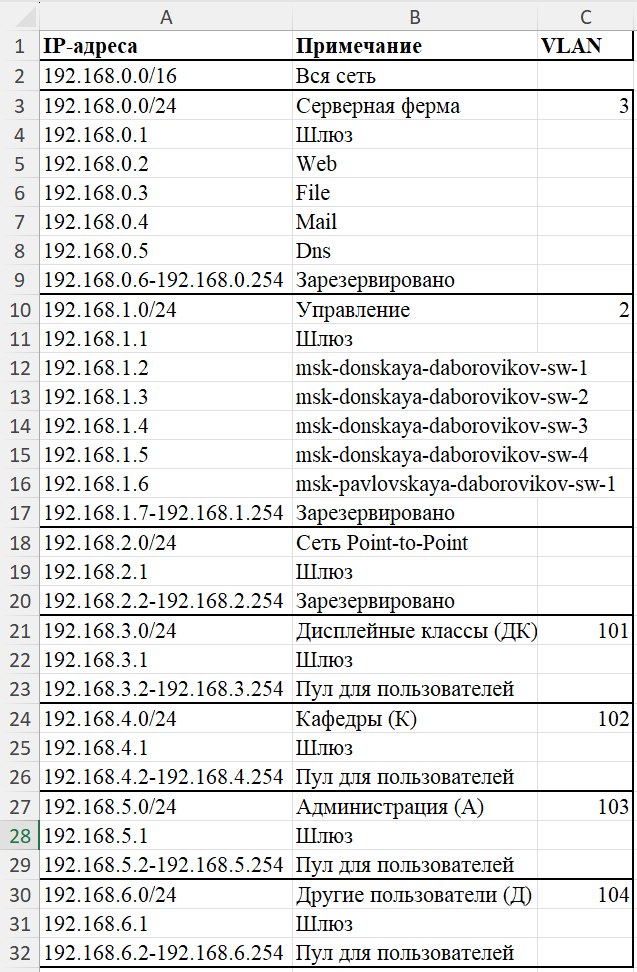 A B C
1 IP-адреса Примечание VLAN
2 192.168.0.0/16 Вся сеть
3 192.168.0.0/24 Серверная ферма 3
4 192.168.0.1 Шлюз
5 192.168.0.2 Web
6 192.168.0.3 File
7 192.168.0.4 Mail
8 192.168.0.5 Dns
9 192.168.0.6-192.168.0.254 Зарезервировано
10 192.168.1.0/24 Управление 2
11 192.168.1.1 Шлюз
12 192.168.1.2 msk-donskaya-daborovikov-sw-1
13 192.168.1.3 msk-donskaya-daborovikov-sw-2
14 192.168.1.4 msk-donskaya-daborovikov-sw-3
15 192.168.1.5 msk-donskaya-daborovikov-sw-4
16 192.168.1.6 msk-pavlovskaya-daborovikov-sw-1
17 192.168.1.7-192.168.1.254 Зарезервировано
18 192.168.2.0/24 Сеть Point-to-Point
19 192.168.2.1 Шлюз
20 192.168.2.2-192.168.2.254 Зарезервировано
21 192.168.3.0/24 Дисплейные классы (ДК) 101
22 192.168.3.1 Шлюз
23 192.168.3.2-192.168.3.254 Пул для пользователей
24 192.168.4.0/24 Кафедры (К) 102
25 192.168.4.1 Шлюз
26 192.168.4.2-192.168.4.254 Пул для пользователей
27 192.168.5.0/24 Администрация (А) 103
28 192.168.5.1 Шлюз
29 192.168.5.2-192.168.5.254 Пул для пользователей
30 192.168.6.0/24 Другие пользователи (Д) 104
31 192.168.6.1 Шлюз
32 192.168.6.2-192.168.6.254 Пул для пользователей